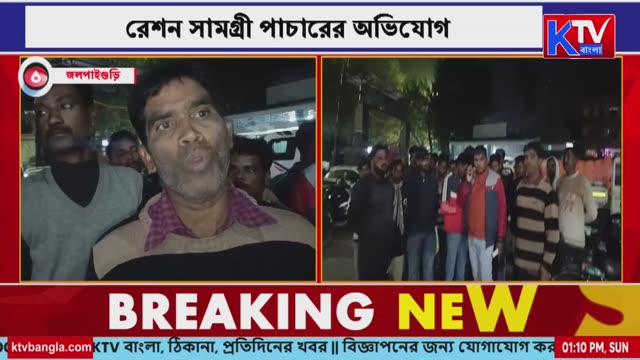 রেশন সামগ্রী পাচারের অভিযোগ
KTV বাংলা
জলপাইগুড়ি
BREAKING NEW
ktvbangla.com
KTV বাংলা, ঠিকানা, প্রতিদিনের খবর || বিজ্ঞাপনের জন্য যোগাযোগ কর
01:10 PM, SUN